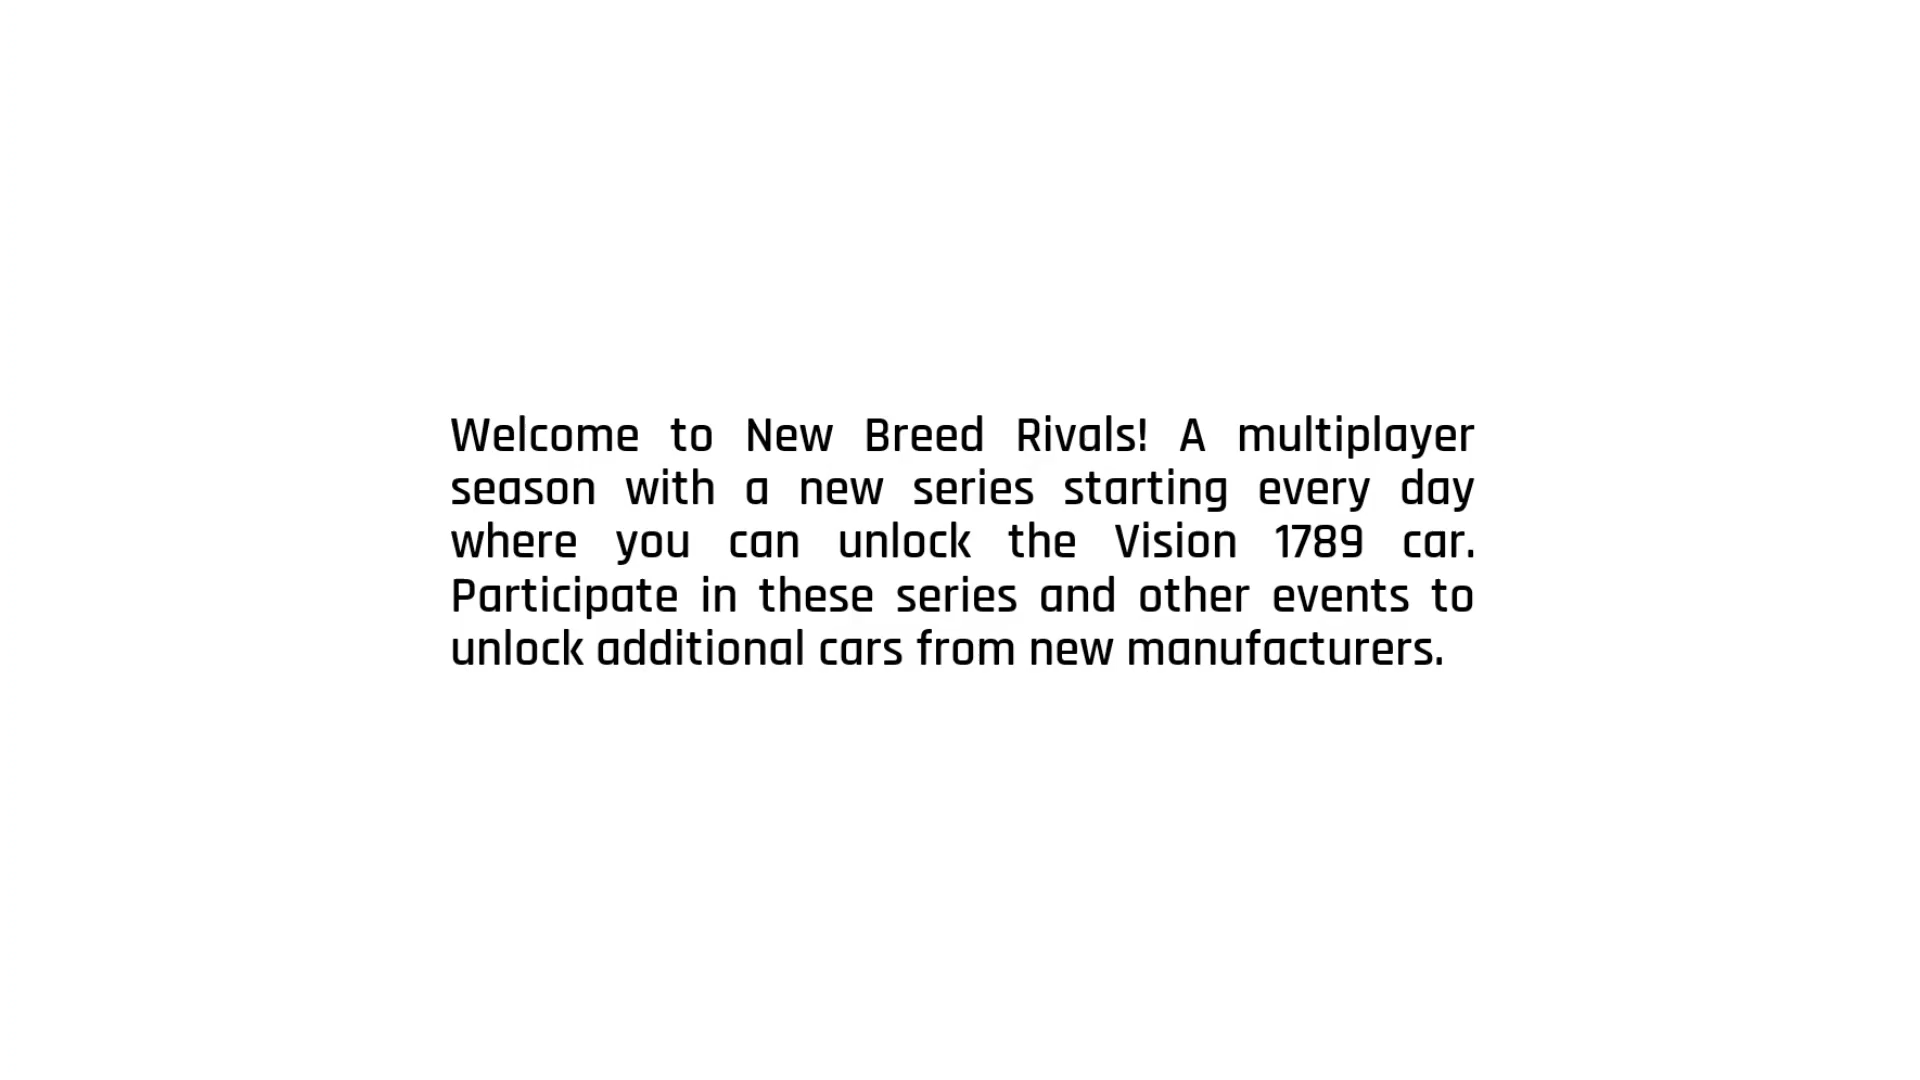 Welcome to New Breed Rivals! A multiplayer
season with a new series starting every day
where you can unlock the Vision 1789 car.
Participate in these series and other events to
unlock additional cars from new manufacturers.